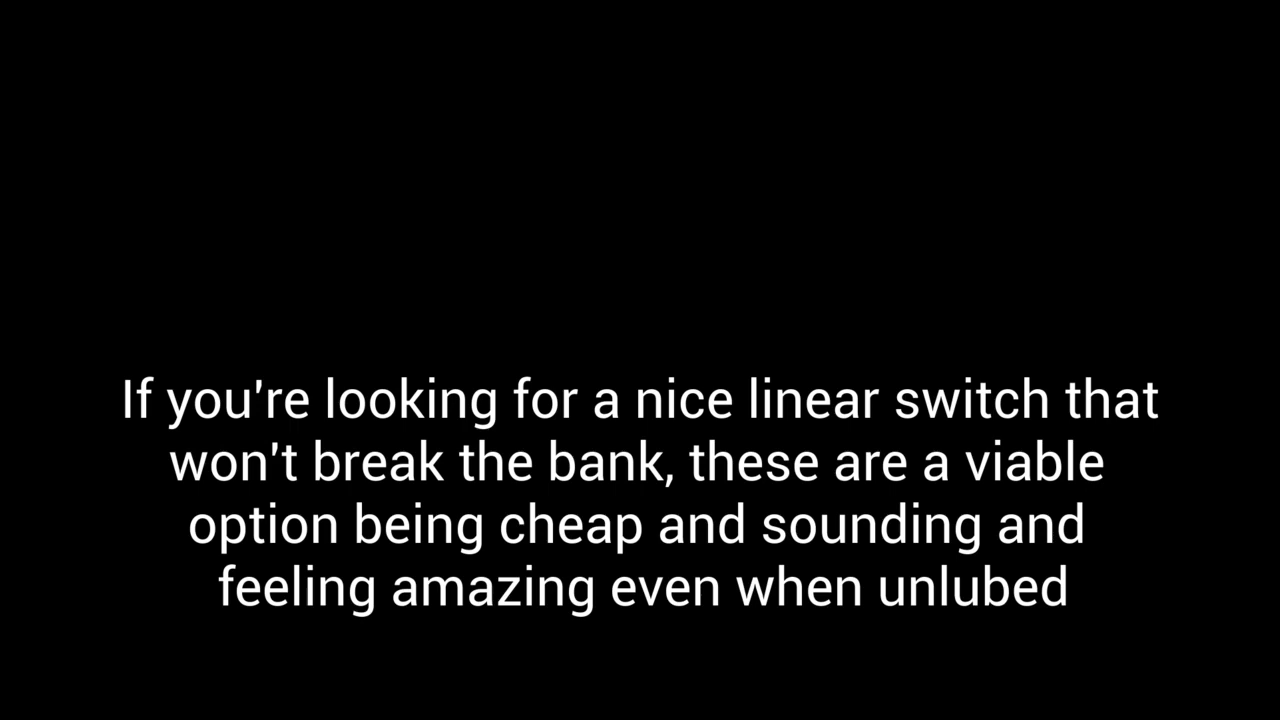 If you're looking for a nice linear switch that
won't break the bank, these are a viable
option being cheap and sounding and
feeling amazing even when unlubed